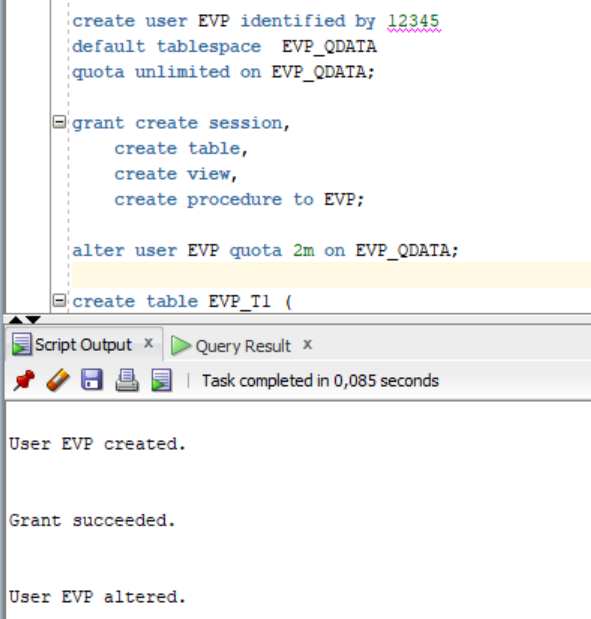 create user EVP identified by 12345
default tablespace  EVP_QDATA
quota unlimited on EVP_QDATA;
grant create session,
create table,
create view,
create procedure to EVP;
alter user EVP quota 2m on EVP_QDATA;
create table EVP_T1 (
Script Output x Query Result x
Task completed in 0,085 seconds
User EVP created.
Grant succeeded.
User EVP altered.